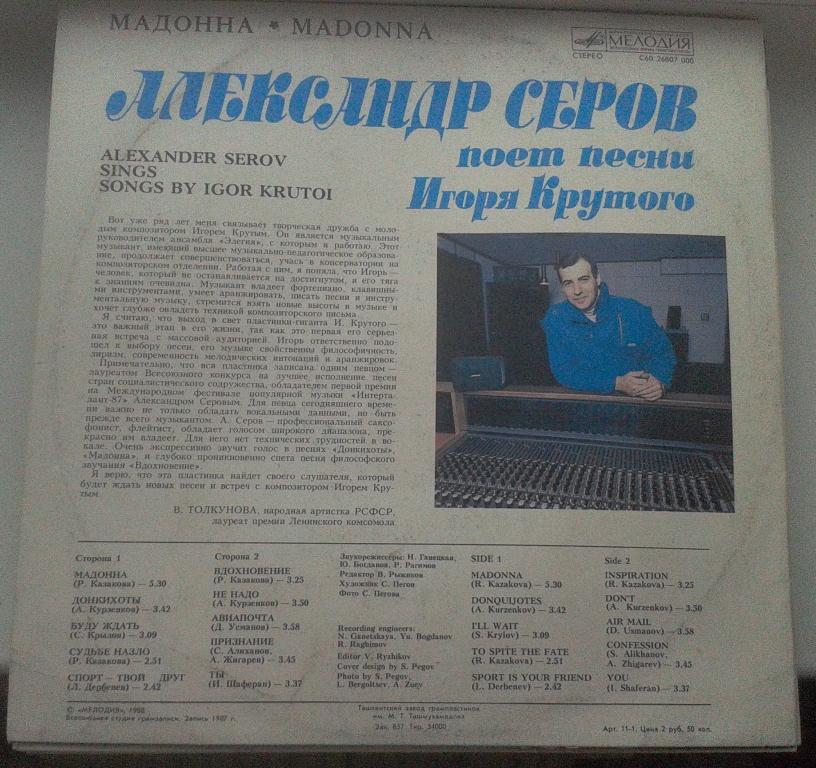 МАДОННА * MADONNA
МЕЛОДИЯ
СТЕРЕО С60 26807 000
АЛЕКСАНДР СЕРОВ
поет песни
Игоря Крутого
ALEXANDER SEROV
SINGS
SONGS BY IGOR KRUTOI
Вот уже ряд лет меня связывает творческая дружба с моло-
дым композитором Игорем Крутым. Он является музыкальным
руководителем ансамбля «Элегия», с которым я работаю. Этот
музыкант, имеющий высшее музыкально-педагогическое образова-
ние, продолжает совершенствоваться, учась в консерватории на
композиторском отделении. Работая с ним, я поняла, что Игорь —
человек, который не останавливается на достигнутом, и его тяга
к знаниям очевидна. Музыкант владеет фортепиано, клавишны-
ми инструментами, умеет аранжировать, писать песни и инстру-
ментальную музыку, стремится взять новые высоты в музыке и
хочет глубже овладеть техникой композиторского письма.
Я считаю, что выход в свет пластинки-гиганта И. Крутого —
это важный этап в его жизни, так как это первая его серьез-
ная встреча с массовой аудиторией. Игорь ответственно подо-
шел к выбору песен, его музыке свойственны философичность,
лиризм, современность мелодических интонаций и аранжировок.
Примечательно, что вся пластинка записана одним певцом —
лауреатом Всесоюзного конкурса на лучшее исполнение песен
стран социалистического содружества, обладателем первой премии
на Международном фестивале популярной музыки «Интерта-
лант-87» Александром Серовым. Для певца сегодняшнего време-
ни важно не только обладать вокальными данными, но быть
прежде всего музыкантом. А. Серов — профессиональный саксо-
фонист, флейтист, обладает голосом широкого диапазона, пре-
красно им владеет. Для него нет технических трудностей в во-
кале. Очень экспрессивно звучит голос в песнях «Донкихоты»,
«Мадонна», и глубоко проникновенно спета песня философского
звучания «Вдохновение».
Я верю, что эта пластинка найдет своего слушателя, который
будет ждать новых песен и встреч с композитором Игорем Кру-
тым
В. ТОЛКУНОВА, народная артистка РСФСР,
лауреат премии Ленинского комсомола
Сторона 1
МАДОННА
(Р. Казакова) — 5.30
ДОНКИХОТЫ
(А. Курзенков) — 3.42
БУДУ ЖДАТЬ
(С. Крылов) — 3.09
СУДЬБЕ НАЗЛО
(Р. Казакова) — 2.51
СПОРТ — ТВОЙ ДРУГ
(Л. Дербенев) — 2.42
Сторона 2
ВДОХНОВЕНИЕ
(Р. Казакова) — 3.25
НЕ НАДО
(А. Курзенков) — 3.50
АВИАПОЧТА
(Д. Усманов) — 3.58
ПРИЗНАНИЕ
(С. Алиханов,
А. Жигарев) — 3.45
ТЫ
(И. Шаферан) — 3.37
Звукорежиссеры: Н. Ганецкая,
Ю. Богданов, Р. Рагимов
Редактор В. Рыжиков
Художник С. Пегов
Фото С. Пегова
Recording engineers:
N. Ganetskaya, Yu. Bogdanov
R. Raghimov
Editor V. Ryzhikov
Cover design by S. Pegov
Photo by S. Pegov,
L. Bergoltsev, A. Zuev
SIDE 1
MADONNA
(R. Kazakova) — 5.30
DONQUIJOTES
(A. Kurzenkov) — 3.42
I'LL WAIT
(S. Krylov) — 3.09
TO SPITE THE FATE
(R. Kazakova) — 2.51
SPORT IS YOUR FRIEND
(L. Derbenev) — 2.42
Side 2
INSPIRATION
(R. Kazakova) — 3.25
DON'T
(A. Kurzenkov) — 3.50
AIR MAIL
(D. Usmanov) — 3.58
CONFESSION
(S. Alikhanov,
A. Zhigarev) — 3.45
YOU
(I. Shaferan) — 3.37
© «МЕЛОДИЯ», 1988
Всесоюзная студия грамзаписи. Запись 1987 г.
Ташкентский завод грампластинок
им. М. Т. Ташмухамедова
Зак. 837 Тир. 34000
Арт. 11-1. Цена 2 руб. 50 коп.